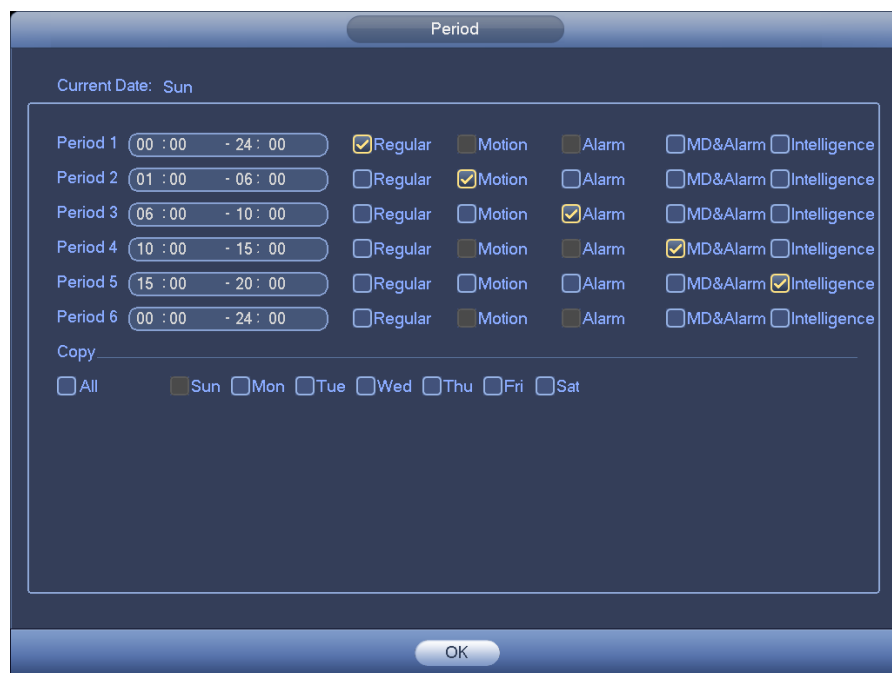 Period
Current Date: Sun
Period 1 00 :00 - 24 : 00 Regular Motion Alarm MD&Alarm Intelligence
Period 2 01 :00 - 06 : 00 Regular Motion Alarm MD&Alarm Intelligence
Period 3 06 :00 - 10 : 00 Regular Motion Alarm MD&Alarm Intelligence
Period 4 10 :00 - 15 : 00 Regular Motion Alarm MD&Alarm Intelligence
Period 5 15 :00 - 20 : 00 Regular Motion Alarm MD&Alarm Intelligence
Period 6 00 :00 - 24 : 00 Regular Motion Alarm MD&Alarm Intelligence
Copy
All Sun Mon Tue Wed Thu Fri Sat
OK